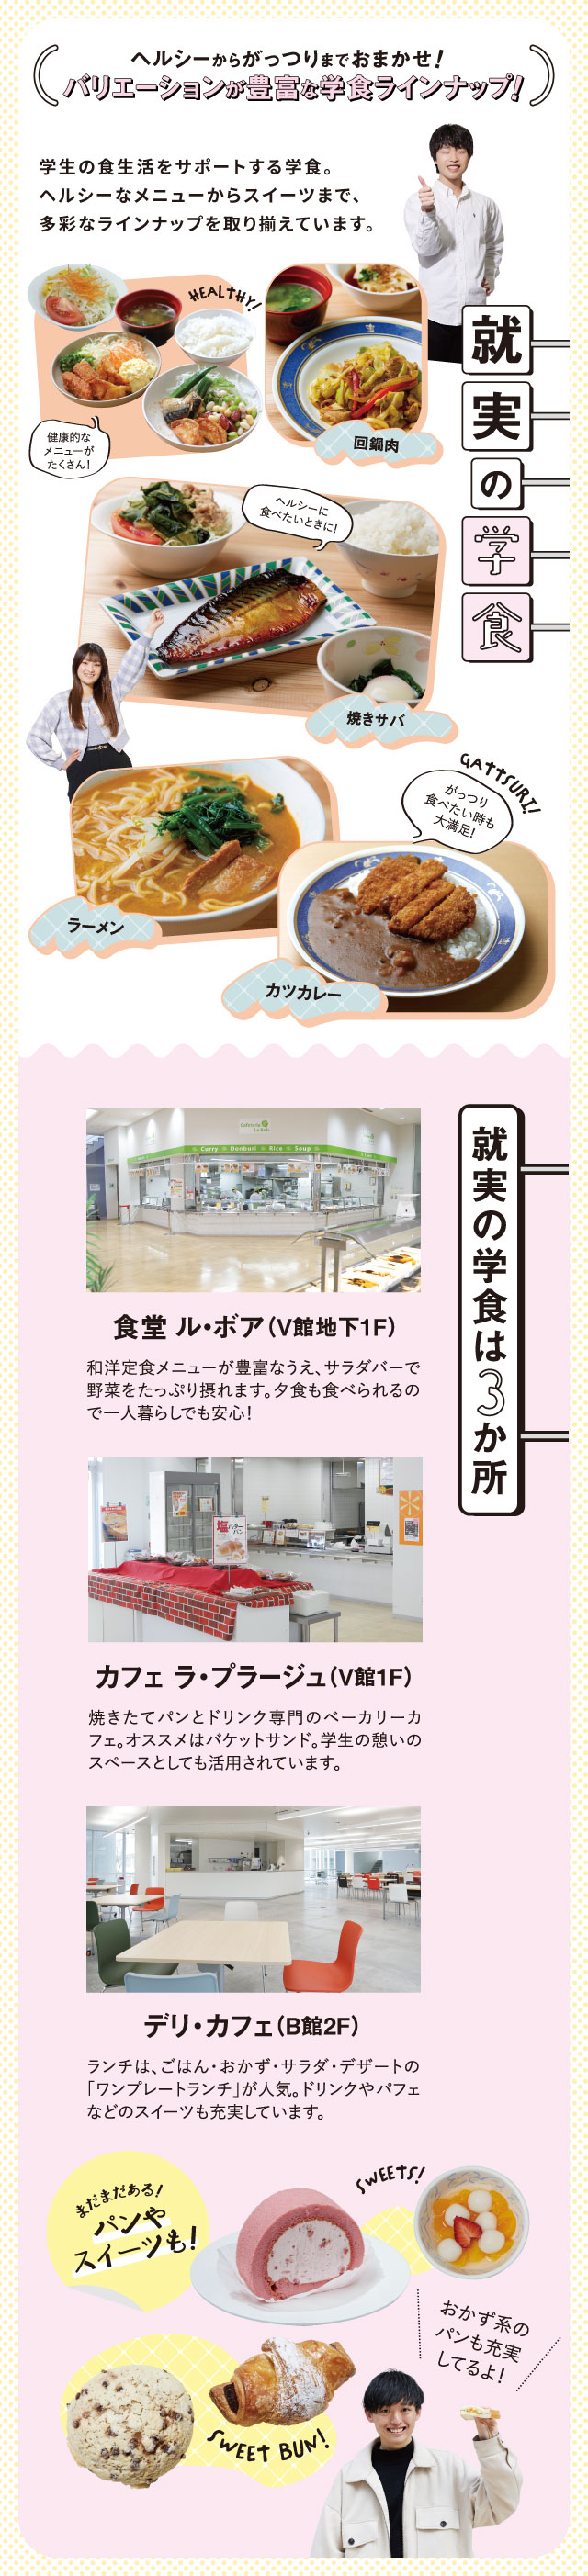 ヘルシーからがっつりまでおまかせ!
バリエーションが豊富な学食ラインナップ!
学生の食生活をサポートする学食。
ヘルシーなメニューからスイーツまで、
多彩なラインナップを取り揃えています。
就実の学食
HEALTHY!
健康的な
メニューが
たくさん!
回鍋肉
ヘルシーに
食べたいときに!
焼きサバ
GATTSURI!
がっつり
食べたい時も
大満足!
ラーメン
カツカレー
就実の学食は3か所
Cafeteria
Le Bois
Curry Donburi Rice Soup
食堂 ル・ボア(V館地下1F)
和洋定食メニューが豊富なうえ、サラダバーで
野菜をたっぷり摂れます。夕食も食べられるの
で一人暮らしでも安心!
塩バター
パン
カフェ ラ・プラージュ(V館1F)
焼きたてパンとドリンク専門のベーカリーカ
フェ。オススメはバケットサンド。学生の憩いの
スペースとしても活用されています。
デリ・カフェ(B館2F)
ランチは、ごはん・おかず・サラダ・デザートの
「ワンプレートランチ」が人気。ドリンクやパフェ
などのスイーツも充実しています。
まだまだある!
パンや
スイーツも!
SWEETS!
おかず系の
パンも充実
してるよ!
SWEET BUN!